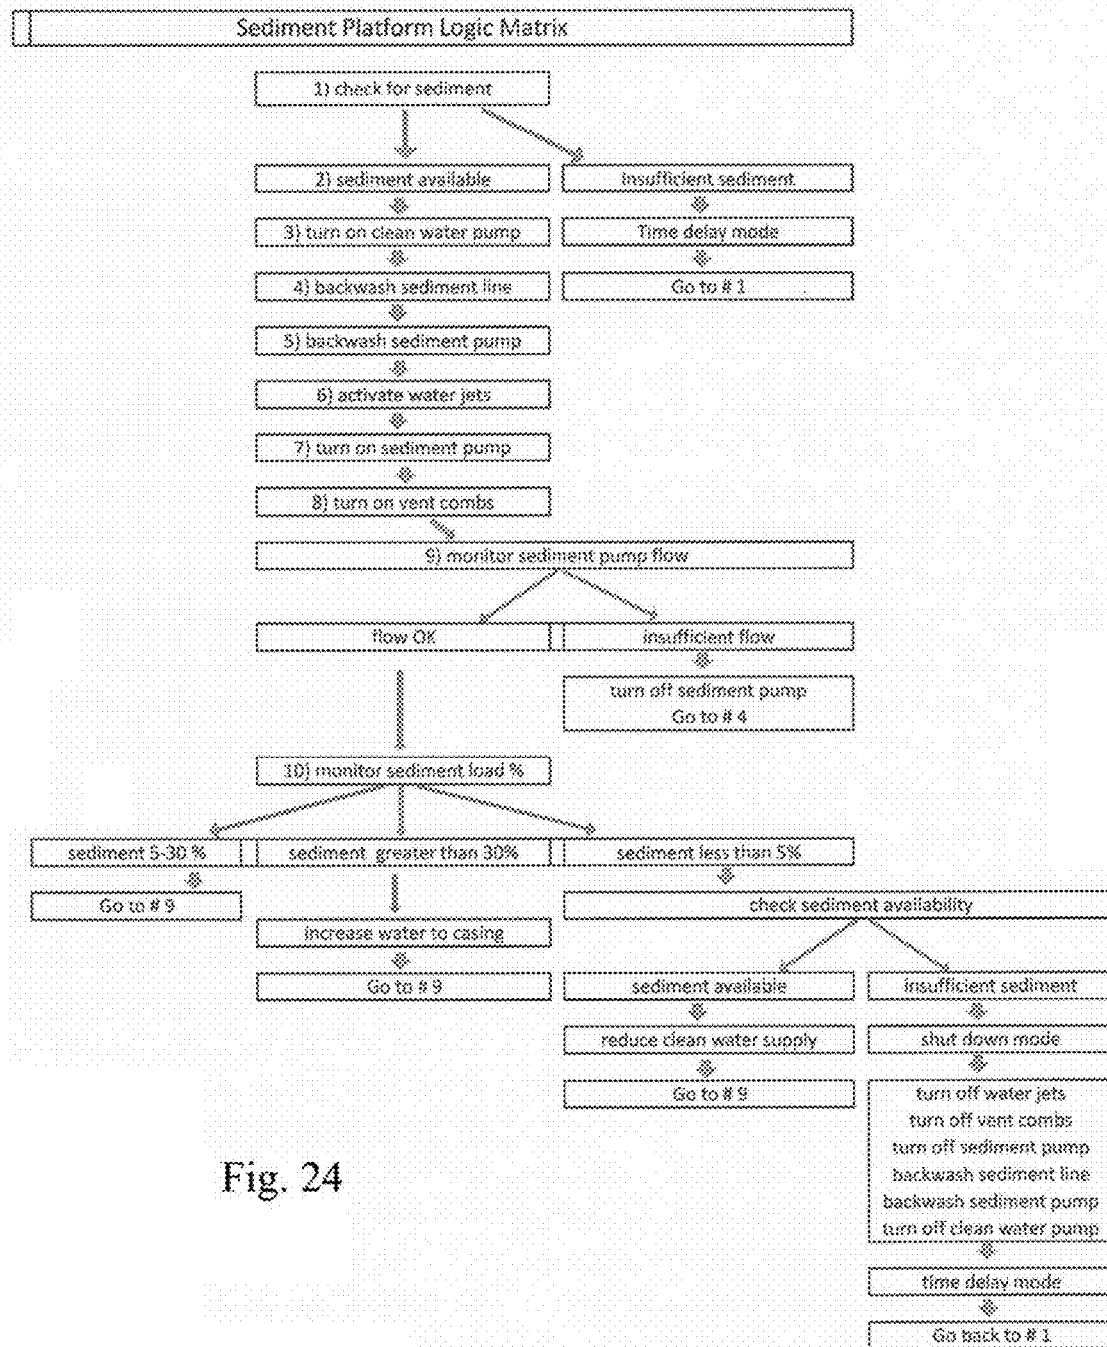 Sediment Platform Logic Matrix
1) check for sediment
2) sediment available
insufficient sediment
3) turn on clean water pump
Time delay mode
4) backwash sediment line
Go to # 1
5) backwash sediment pump
6) activate water jets
7) turn on sediment pump
8) turn on vent combs
9) monitor sediment pump flow
flow OK
insufficient flow
turn off sediment pump
Go to # 4
10) monitor sediment load %
sediment 5-30 %
sediment greater than 30%
sediment less than 5%
Go to # 9
check sediment availability
increase water to casing
Go to # 9
sediment available
insufficient sediment
reduce clean water supply
shut down mode
Go to # 9
turn off water jets
turn off vent combs
turn off sediment pump
backwash sediment line
backwash sediment pump
turn off clean water pump
time delay mode
Go back to # 1
Fig. 24